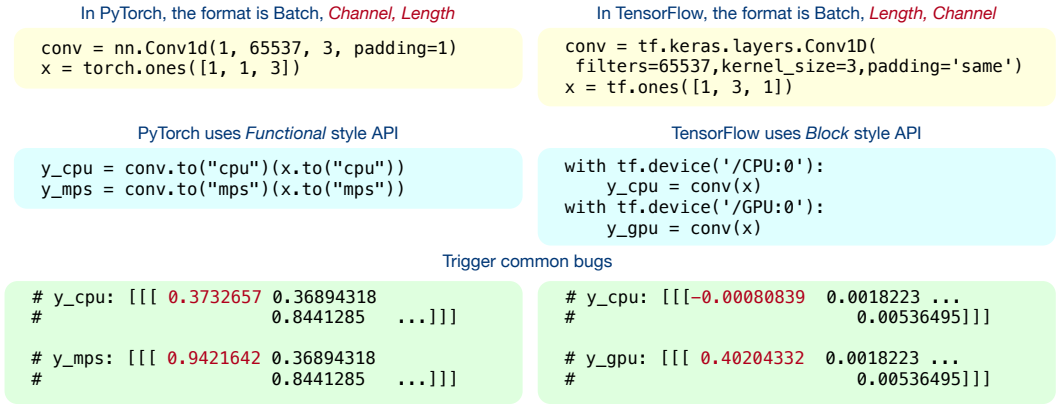 In PyTorch, the format is Batch, Channel, Length
conv = nn.Conv1d(1, 65537, 3, padding=1)
x = torch.ones([1, 1, 3])
In TensorFlow, the format is Batch, Length, Channel
conv = tf.keras.layers.Conv1D(
filters=65537,kernel_size=3,padding='same')
x = tf.ones([1, 3, 1])
PyTorch uses Functional style API
y_cpu = conv.to("cpu")(x.to("cpu"))
y_mps = conv.to("mps")(x.to("mps"))
TensorFlow uses Block style API
with tf.device('/CPU:0'):
    y_cpu = conv(x)
with tf.device('/GPU:0'):
    y_gpu = conv(x)
Trigger common bugs
# y_cpu: [[[ 0.3732657 0.36894318
#                 0.8441285   ...]]]
# y_mps: [[[ 0.9421642 0.36894318
#                 0.8441285   ...]]]
# y_cpu: [[[-0.00080839  0.0018223 ...
#                    0.00536495]]]
# y_gpu: [[[ 0.40204332  0.0018223 ...
#                    0.00536495]]]